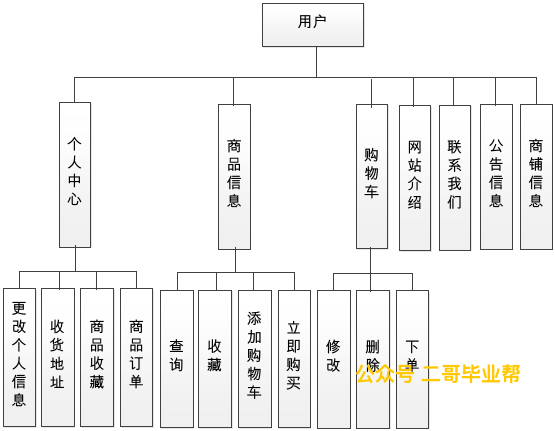 用户
个人中心
商品信息
购物车
网站介绍
联系我们
公告信息
商铺信息
更改个人信息
收货地址
商品收藏
商品订单
查询
收藏
添加购物车
立即购买
修改
删除
下单
公众号 二哥毕业帮